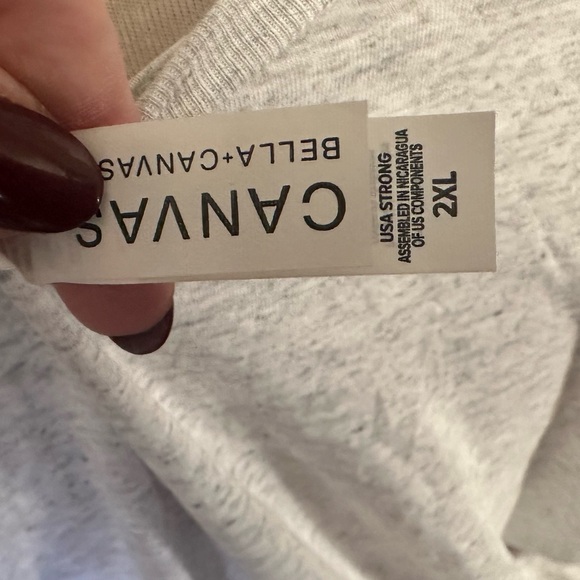 CANVAS
BELLA+CANVAS
USA STRONG
ASSEMBLED IN NICARAGUA
OF US COMPONENTS
2XL